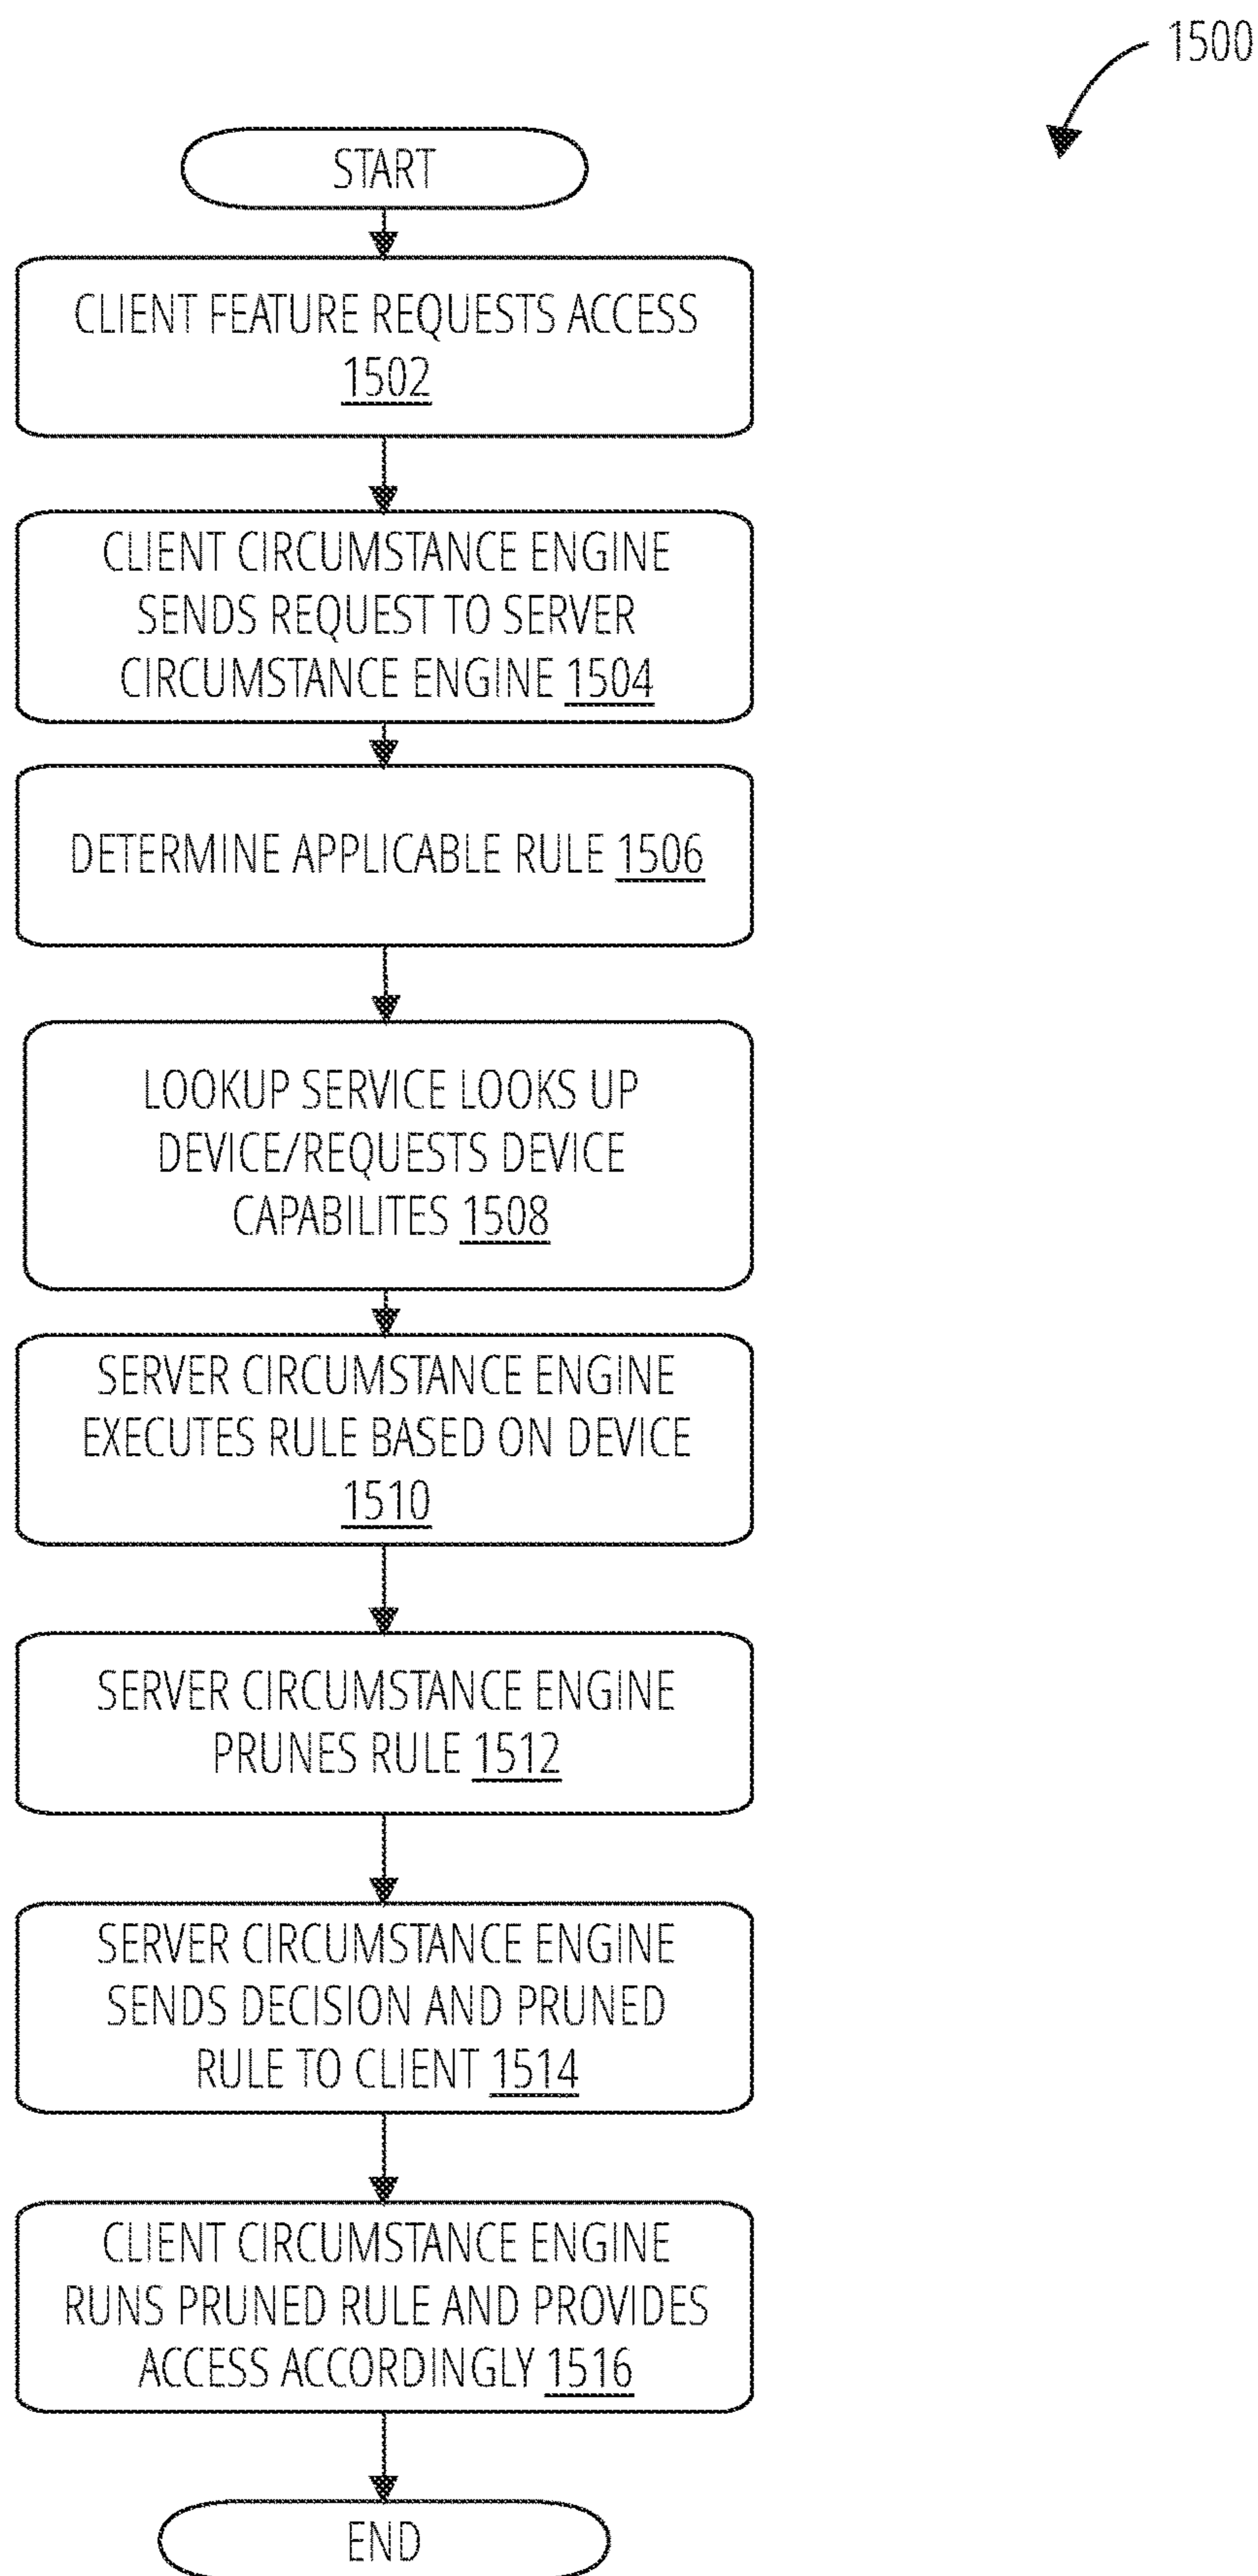 1500
START
CLIENT FEATURE REQUESTS ACCESS
1502
CLIENT CIRCUMSTANCE ENGINE
SENDS REQUEST TO SERVER
CIRCUMSTANCE ENGINE 1504
DETERMINE APPLICABLE RULE 1506
LOOKUP SERVICE LOOKS UP
DEVICE/REQUESTS DEVICE
CAPABILITES 1508
SERVER CIRCUMSTANCE ENGINE
EXECUTES RULE BASED ON DEVICE
1510
SERVER CIRCUMSTANCE ENGINE
PRUNES RULE 1512
SERVER CIRCUMSTANCE ENGINE
SENDS DECISION AND PRUNED
RULE TO CLIENT 1514
CLIENT CIRCUMSTANCE ENGINE
RUNS PRUNED RULE AND PROVIDES
ACCESS ACCORDINGLY 1516
END